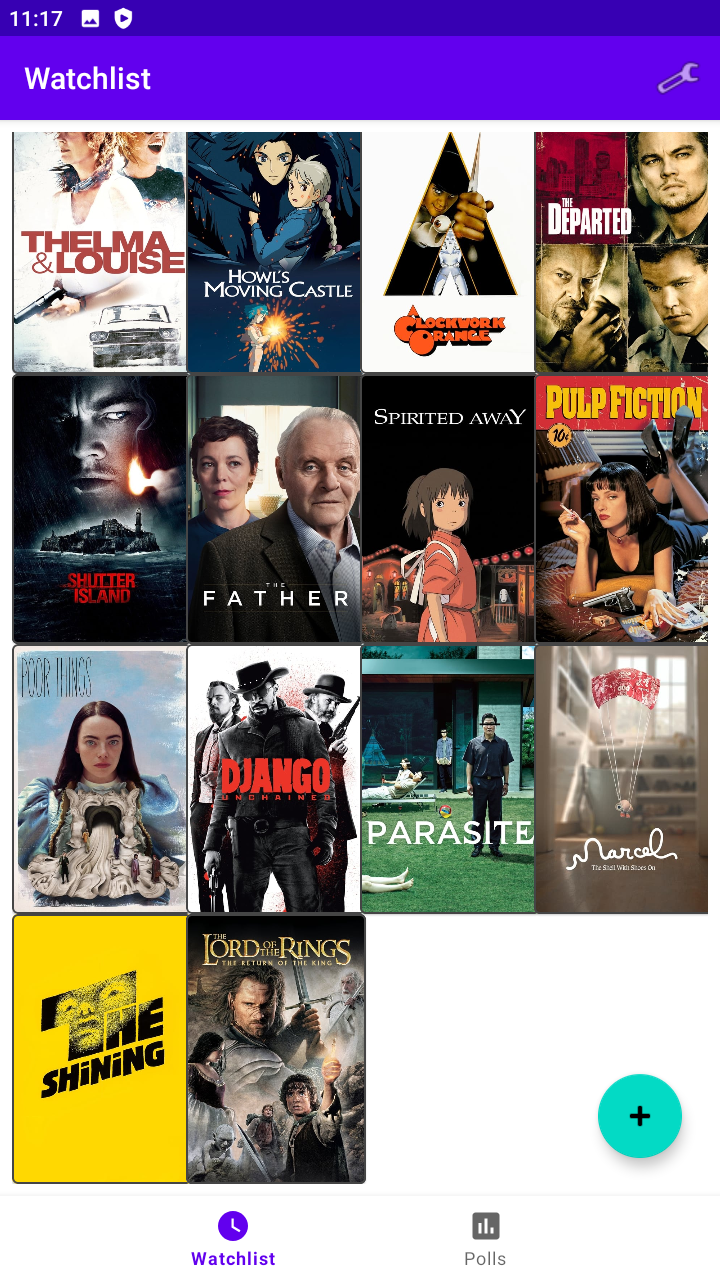 11:17
Watchlist
THELMA
& LOUISE
HOWL'S
MOVING CASTLE
A CLOCKWORK
ORANGE
THE
DEPARTED
SHUTTER
ISLAND
THE
FATHER
SPIRITED AWAY
PULP FICTION
10¢
POOR THINGS
DJANGO
UNCHAINED
PARASITE
Marcel
The Shell With Shoes On
THE
SHiNiNG
THE
LORD OF THE RINGS
THE RETURN OF THE KING
+
Watchlist
Polls